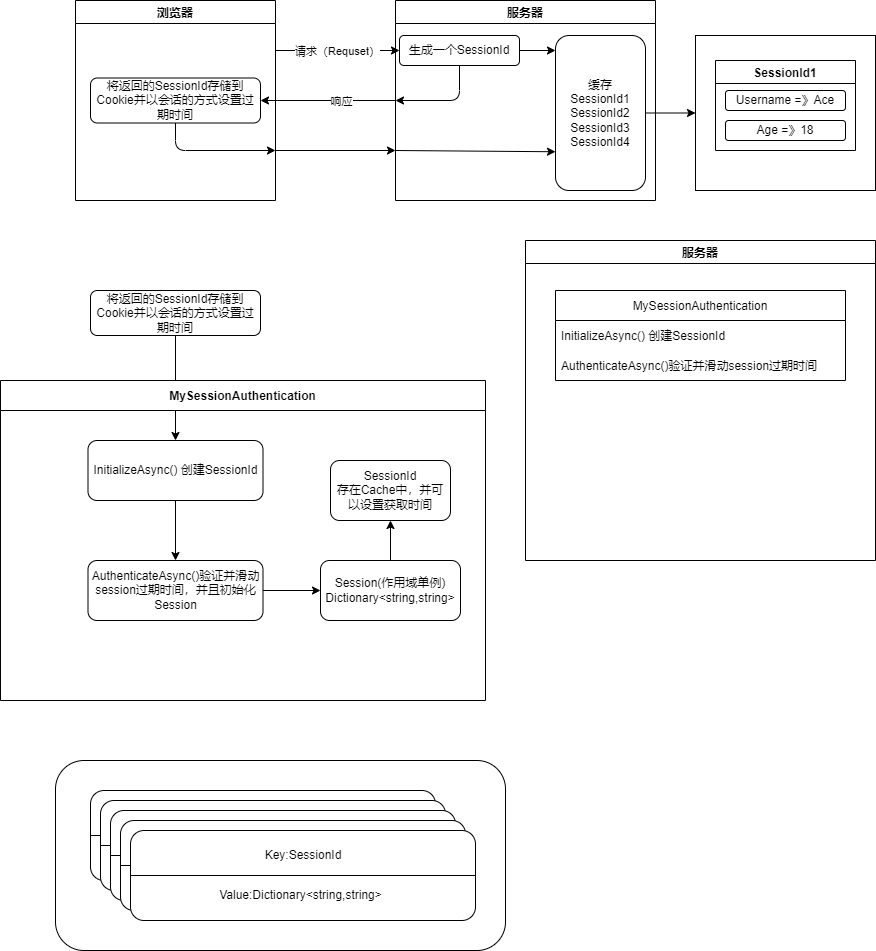 浏览器
服务器
请求（Requset）
生成一个SessionId
将返回的SessionId存储到
Cookie并以会话的方式设置过
期时间
响应
缓存
SessionId1
SessionId2
SessionId3
SessionId4
SessionId1
Username =》Ace
Age =》18
服务器
MySessionAuthentication
InitializeAsync() 创建SessionId
AuthenticateAsync()验证并滑动session过期时间
将返回的SessionId存储到
Cookie并以会话的方式设置过
期时间
MySessionAuthentication
InitializeAsync() 创建SessionId
SessionId
存在Cache中，并可
以设置获取时间
AuthenticateAsync()验证并滑动
session过期时间，并且初始化
Session
Session(作用域单例)
Dictionary<string,string>
Key:SessionId
Value:Dictionary<string,string>